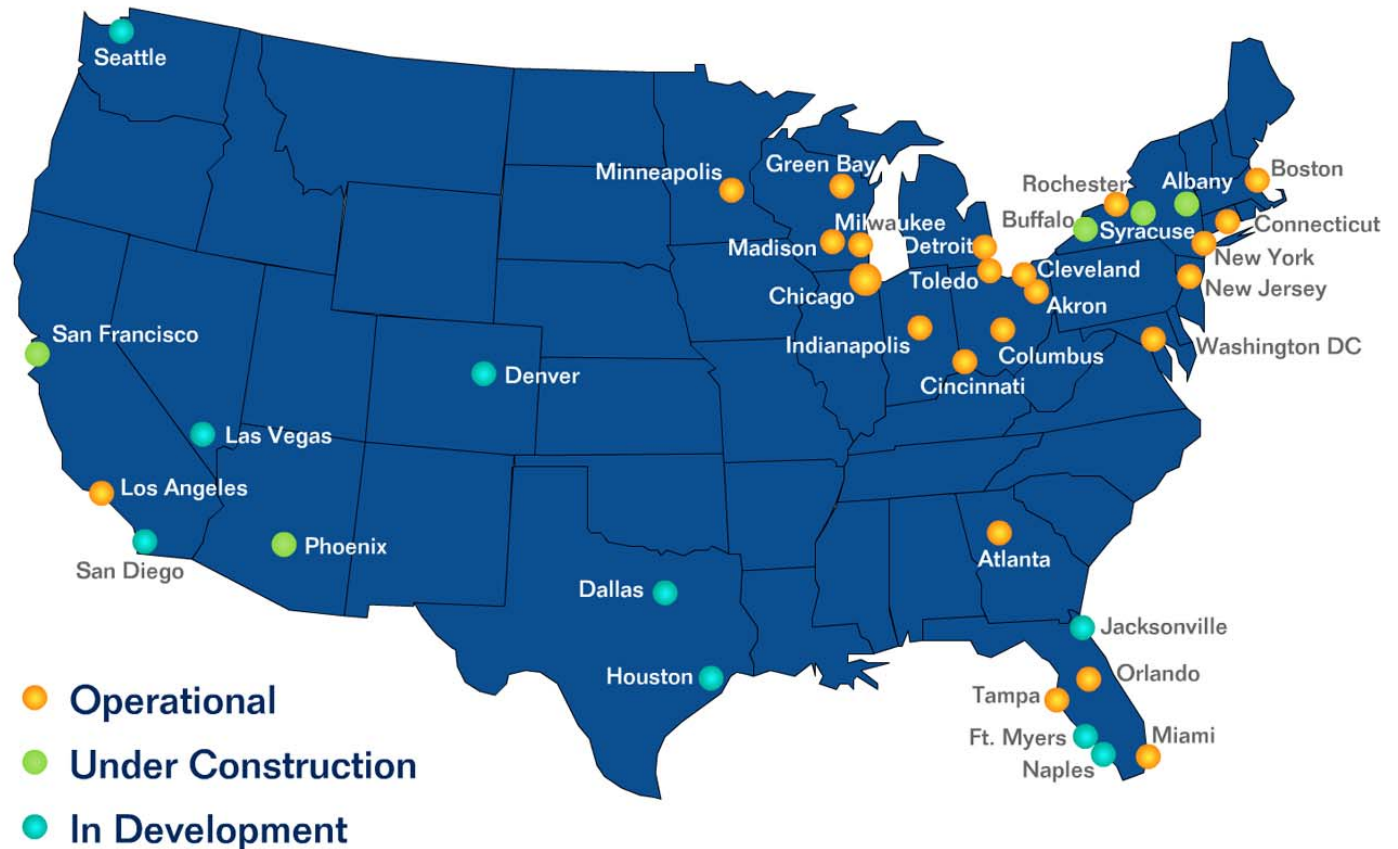 Seattle
Minneapolis
Green Bay
Rochester
Albany
Boston
Buffalo
Syracuse
Connecticut
Milwaukee
Madison
Detroit
New York
Chicago
Toledo
Cleveland
New Jersey
Akron
San Francisco
Indianapolis
Columbus
Washington DC
Denver
Cincinnati
Las Vegas
Los Angeles
San Diego
Phoenix
Atlanta
Dallas
Jacksonville
Houston
Orlando
Tampa
Ft. Myers
Miami
Naples
Operational
Under Construction
In Development